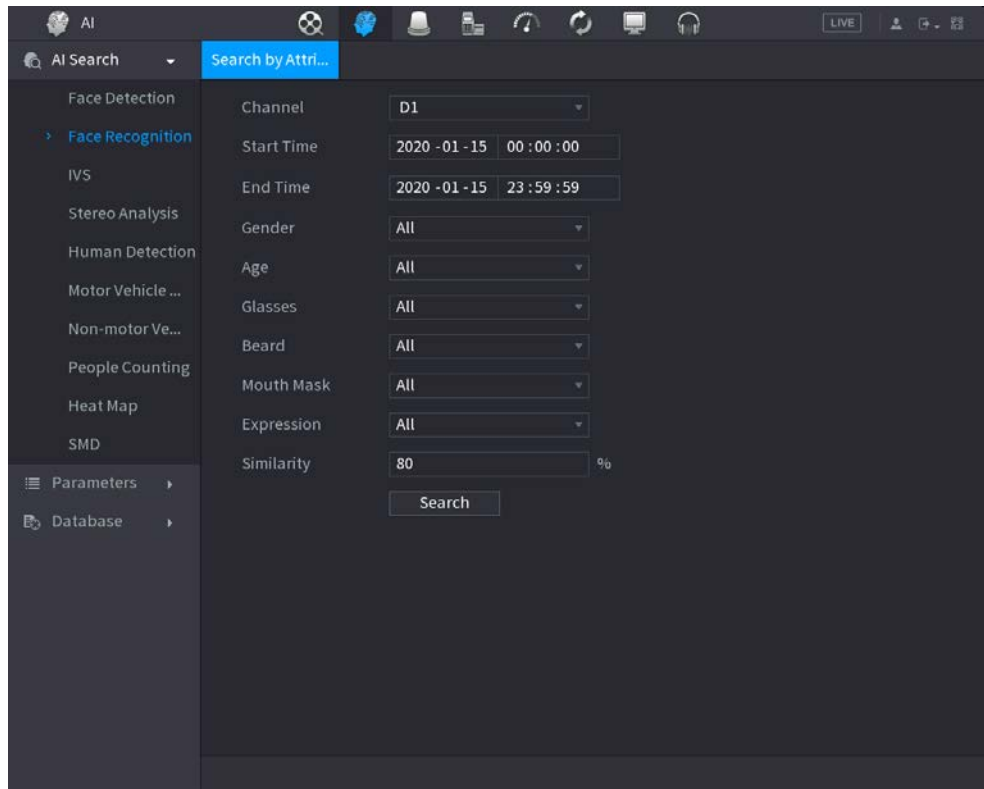 AI
LIVE
AI Search
Search by Attri...
Face Detection
Face Recognition
IVS
Stereo Analysis
Human Detection
Motor Vehicle ...
Non-motor Ve...
People Counting
Heat Map
SMD
Parameters
Database
Channel D1
Start Time 2020 -01 -15 00 : 00 : 00
End Time 2020 -01 -15 23 : 59 : 59
Gender All
Age All
Glasses All
Beard All
Mouth Mask All
Expression All
Similarity 80 %
Search